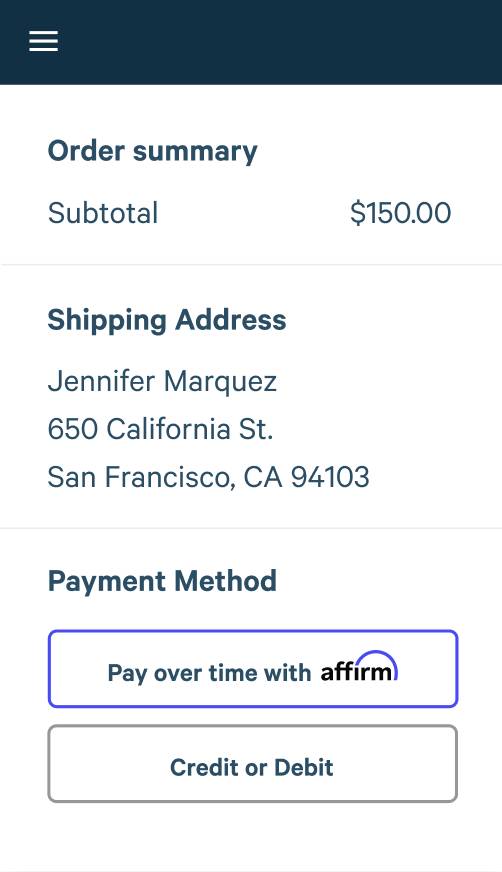 Order summary
Subtotal $150.00
Shipping Address
Jennifer Marquez
650 California St.
San Francisco, CA 94103
Payment Method
Pay over time with affirm
Credit or Debit